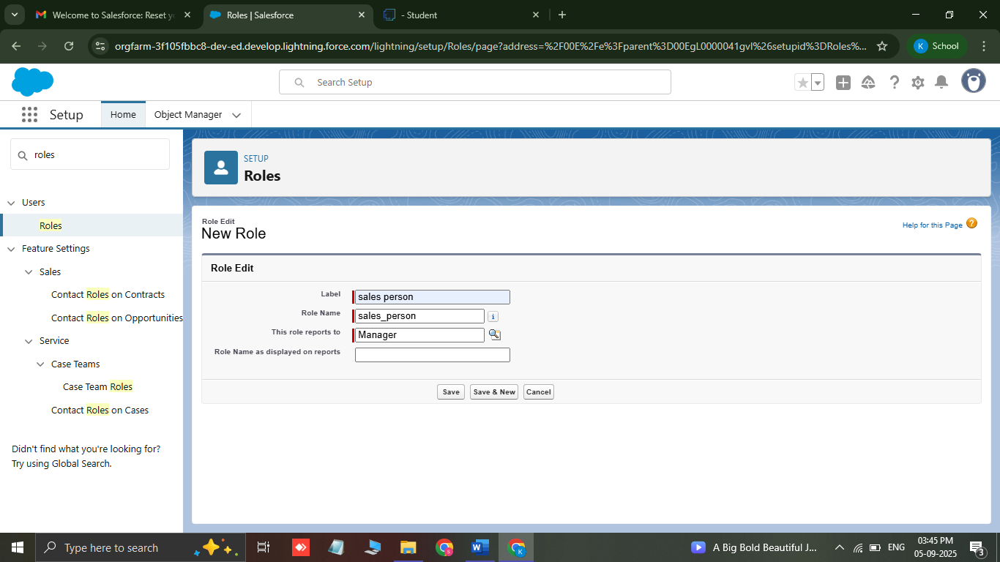 Welcome to Salesforce: Reset y
Roles | Salesforce
- Student
orgfarm-3f105fbbc8-dev-ed.develop.lightning.force.com/lightning/setup/Roles/page?address=%2F00E%2Fe%3Fparent%3D00EgL0000041gvl%26setupid%3DRoles%...
K School
Search Setup
Setup
Home
Object Manager
roles
Users
Roles
Feature Settings
Sales
Contact Roles on Contracts
Contact Roles on Opportunities
Service
Case Teams
Case Team Roles
Contact Roles on Cases
Didn't find what you're looking for?
Try using Global Search.
SETUP
Roles
Role Edit
New Role
Help for this Page ?
Role Edit
Label sales person
Role Name sales_person i
This role reports to Manager
Role Name as displayed on reports
Save Save & New Cancel
Type here to search
A Big Bold Beautiful J...
ENG
03:45 PM
05-09-2025
3